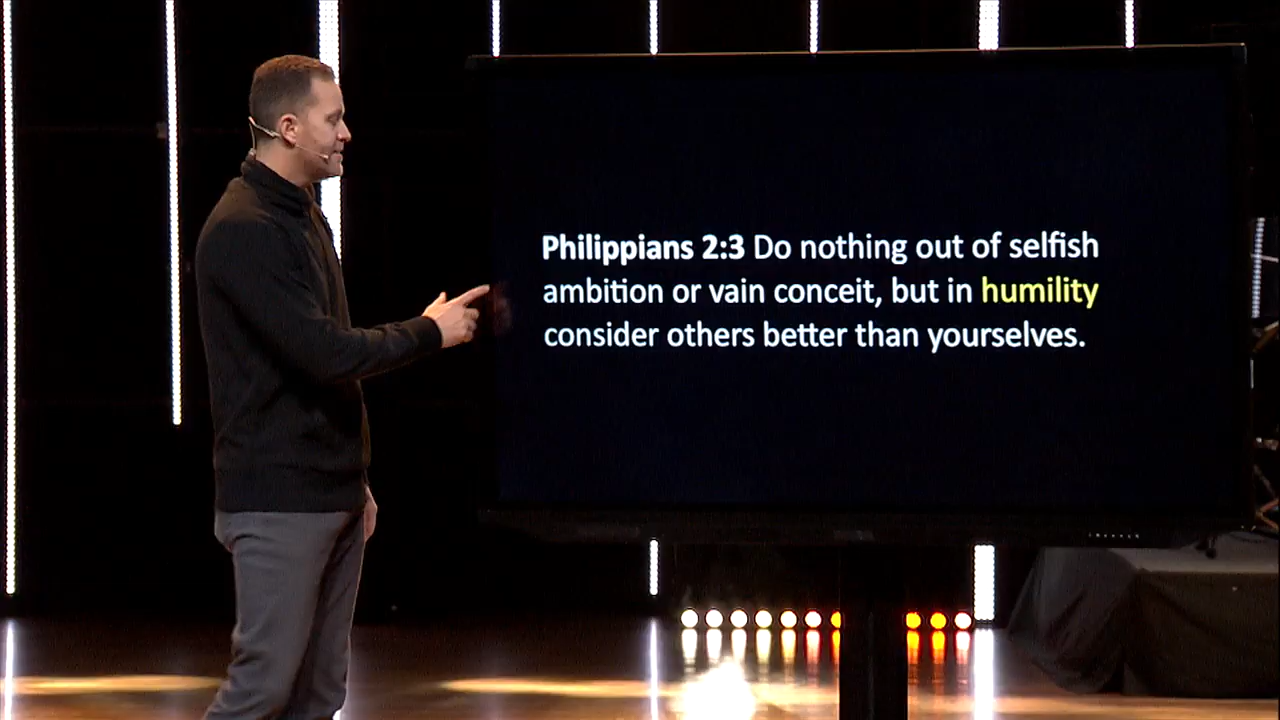 Philippians 2:3 Do nothing out of selfish
ambition or vain conceit, but in humility
consider others better than yourselves.